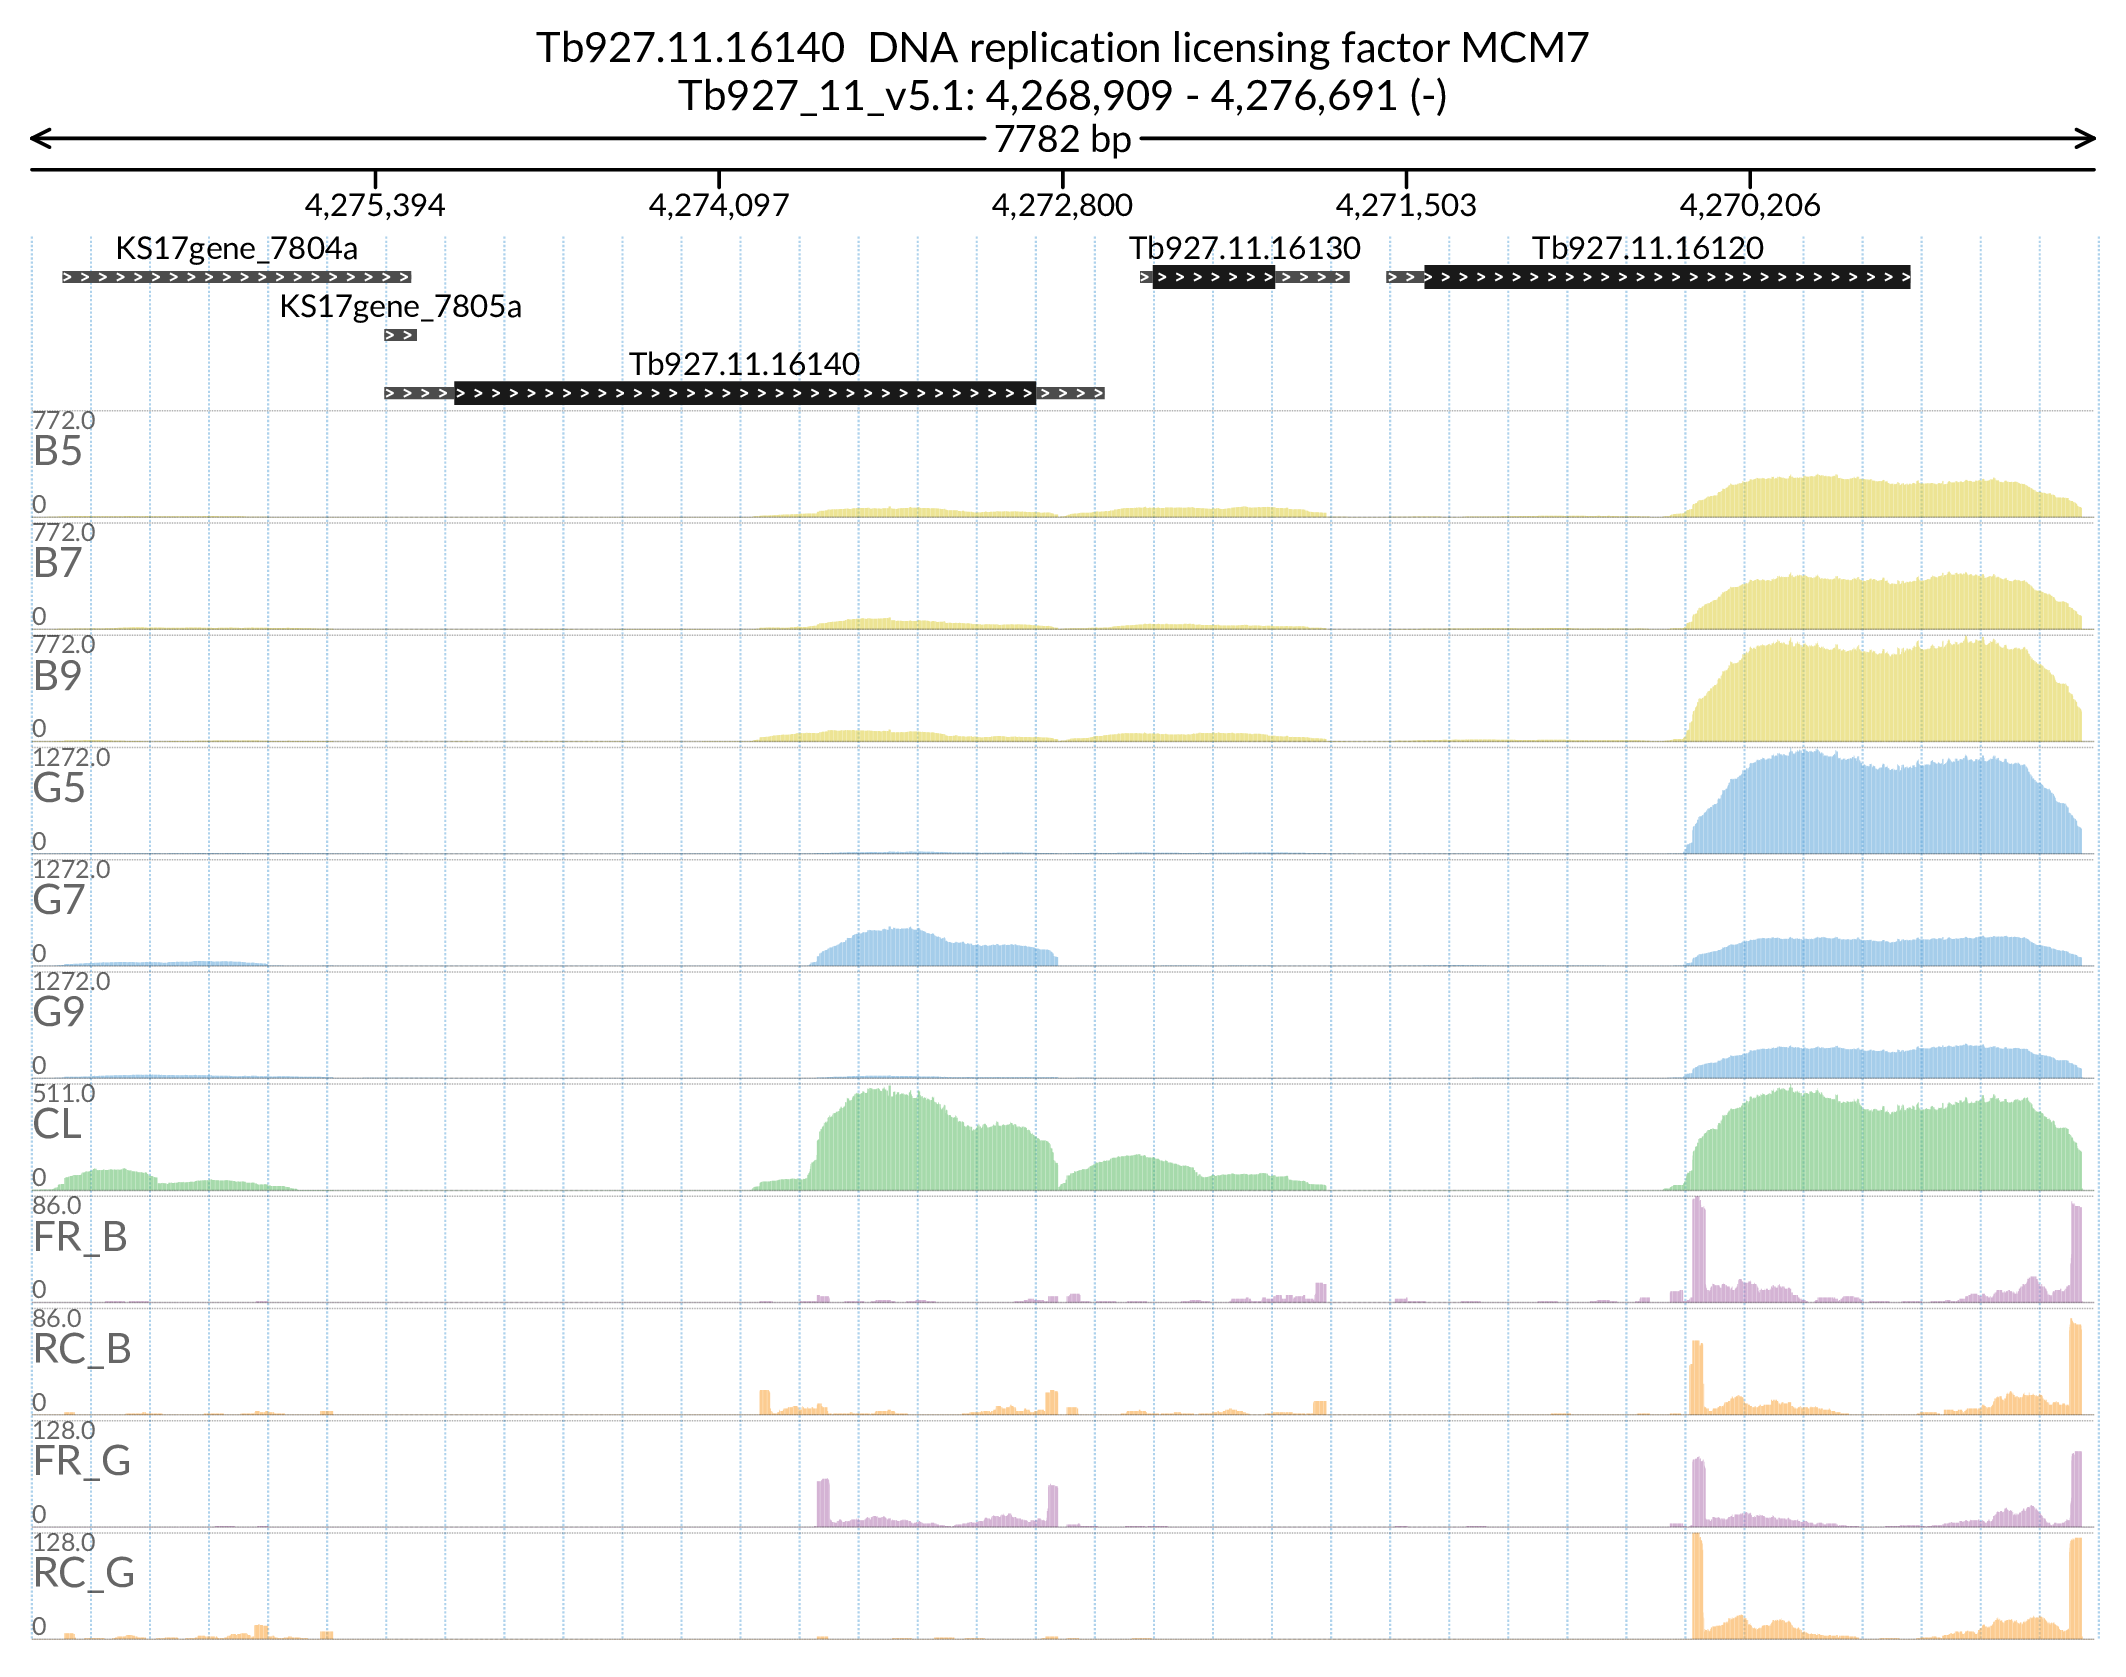 Tb927.11.16140  DNA replication licensing factor MCM7
Tb927_11_v5.1: 4,268,909 - 4,276,691 (-)
7782 bp
4,275,394 4,274,097 4,272,800 4,271,503 4,270,206
KS17gene_7804a Tb927.11.16130 Tb927.11.16120
KS17gene_7805a
Tb927.11.16140
772.0
B5
0
772.0
B7
0
772.0
B9
0
1272.0
G5
0
1272.0
G7
0
1272.0
G9
0
511.0
CL
0
86.0
FR_B
0
86.0
RC_B
0
128.0
FR_G
0
128.0
RC_G
0